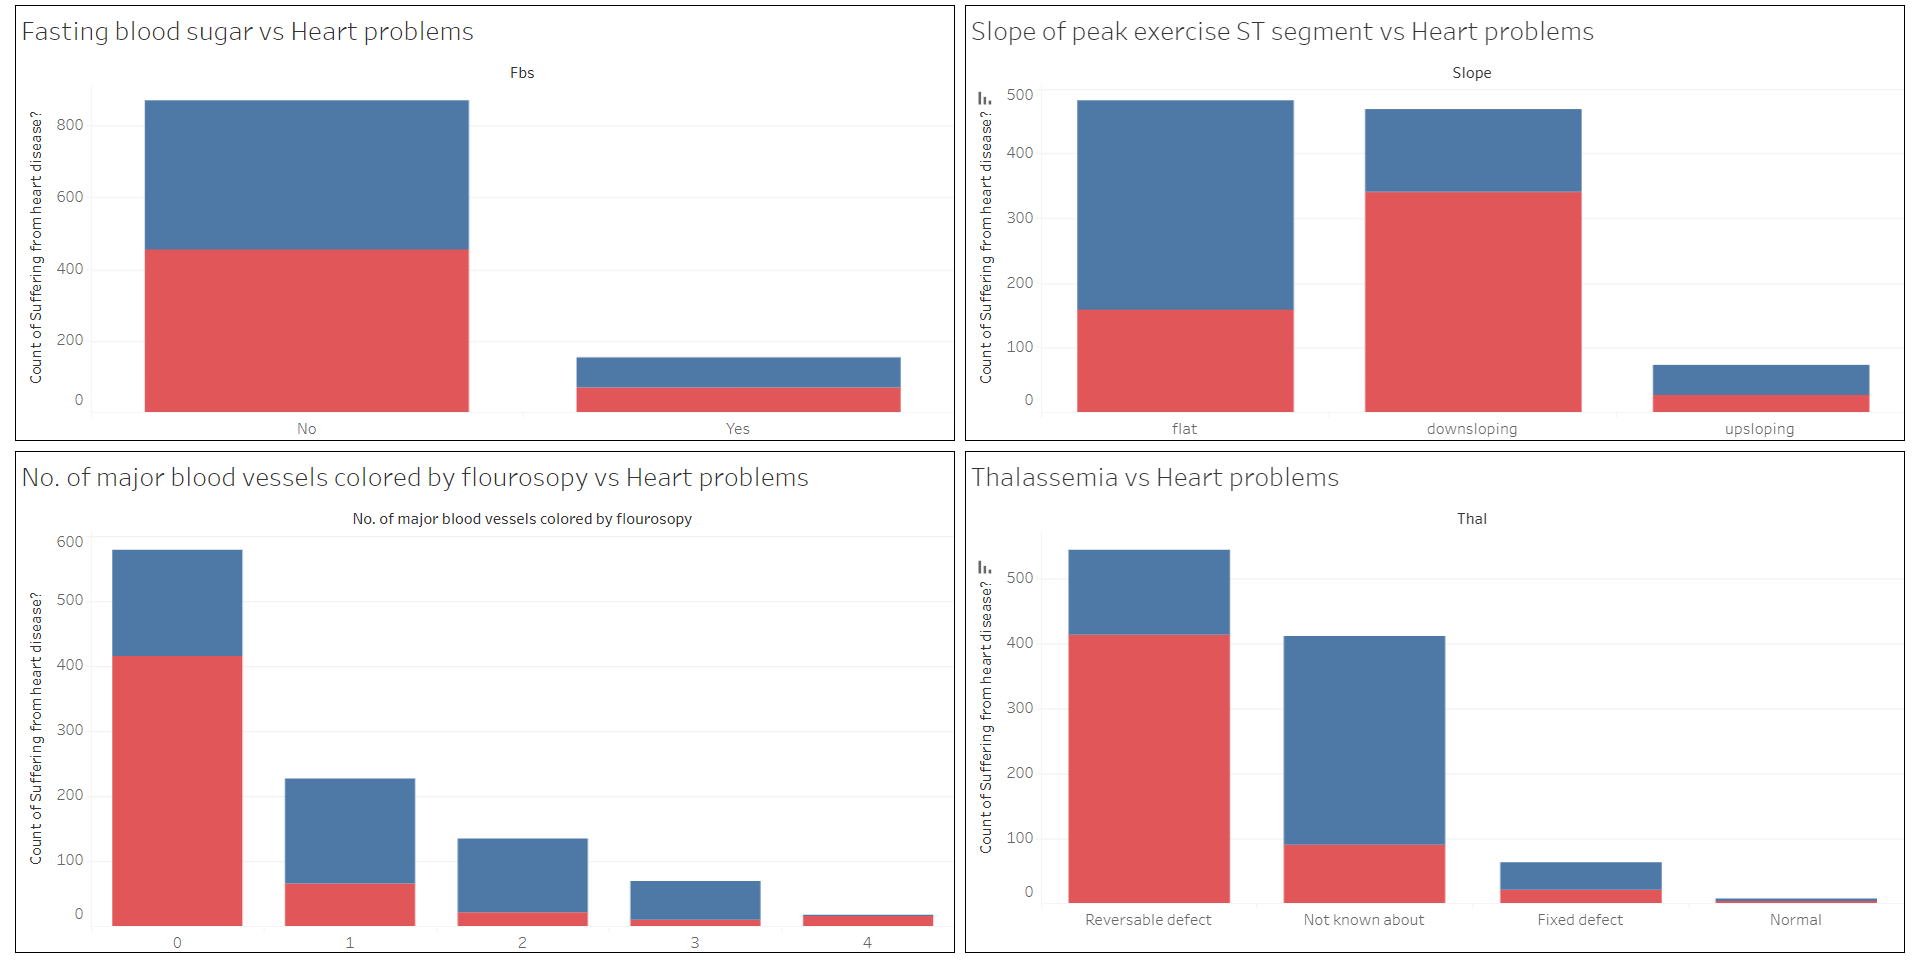 Fasting blood sugar vs Heart problems
Fbs
Count of Suffering from heart disease?
800
600
400
200
0
No
Yes
Slope of peak exercise ST segment vs Heart problems
Slope
Count of Suffering from heart disease?
500
400
300
200
100
0
flat
downsloping
upsloping
No. of major blood vessels colored by flourosopy vs Heart problems
No. of major blood vessels colored by flourosopy
Count of Suffering from heart disease?
600
500
400
300
200
100
0
0
1
2
3
4
Thalassemia vs Heart problems
Thal
Count of Suffering from heart disease?
500
400
300
200
100
0
Reversable defect
Not known about
Fixed defect
Normal